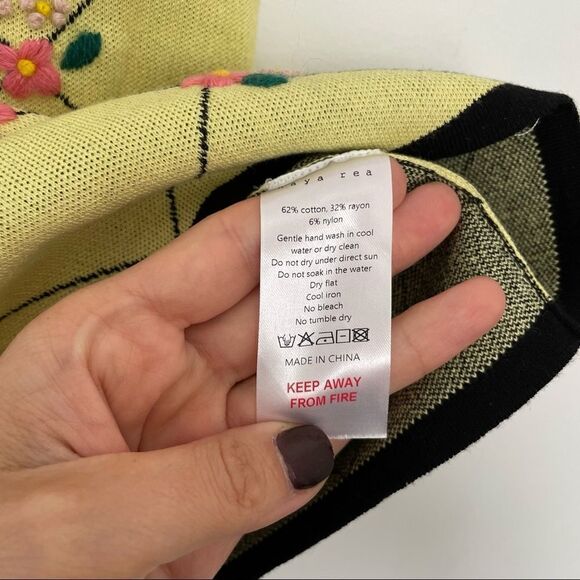 aya rea
62% cotton, 32% rayon
6% nylon
Gentle hand wash in cool
water or dry clean
Do not dry under direct sun
Do not soak in the water
Dry flat
Cool iron
No bleach
No tumble dry
MADE IN CHINA
KEEP AWAY
FROM FIRE